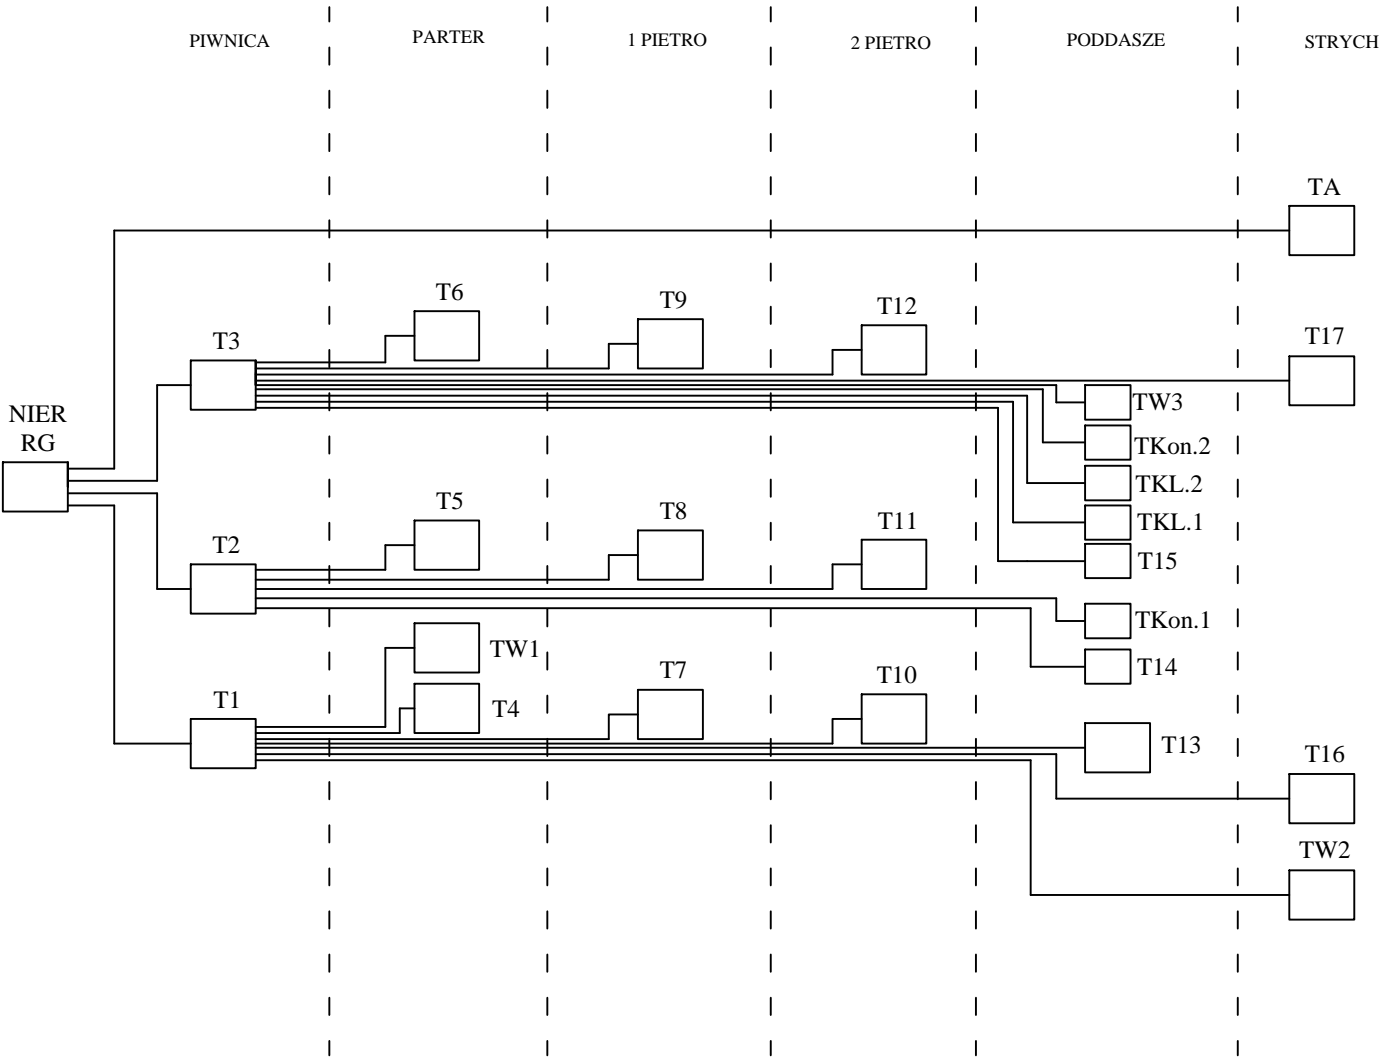 PIWNICA
PARTER
1 PIETRO
2 PIETRO
PODDASZE
STRYCH
TA
T6
T9
T12
T3
T17
TW3
NIER
RG
TKon.2
TKL.2
T5
T8
T11
TKL.1
T2
T15
TKon.1
TW1
T14
T7
T10
T1
T4
T13
T16
TW2